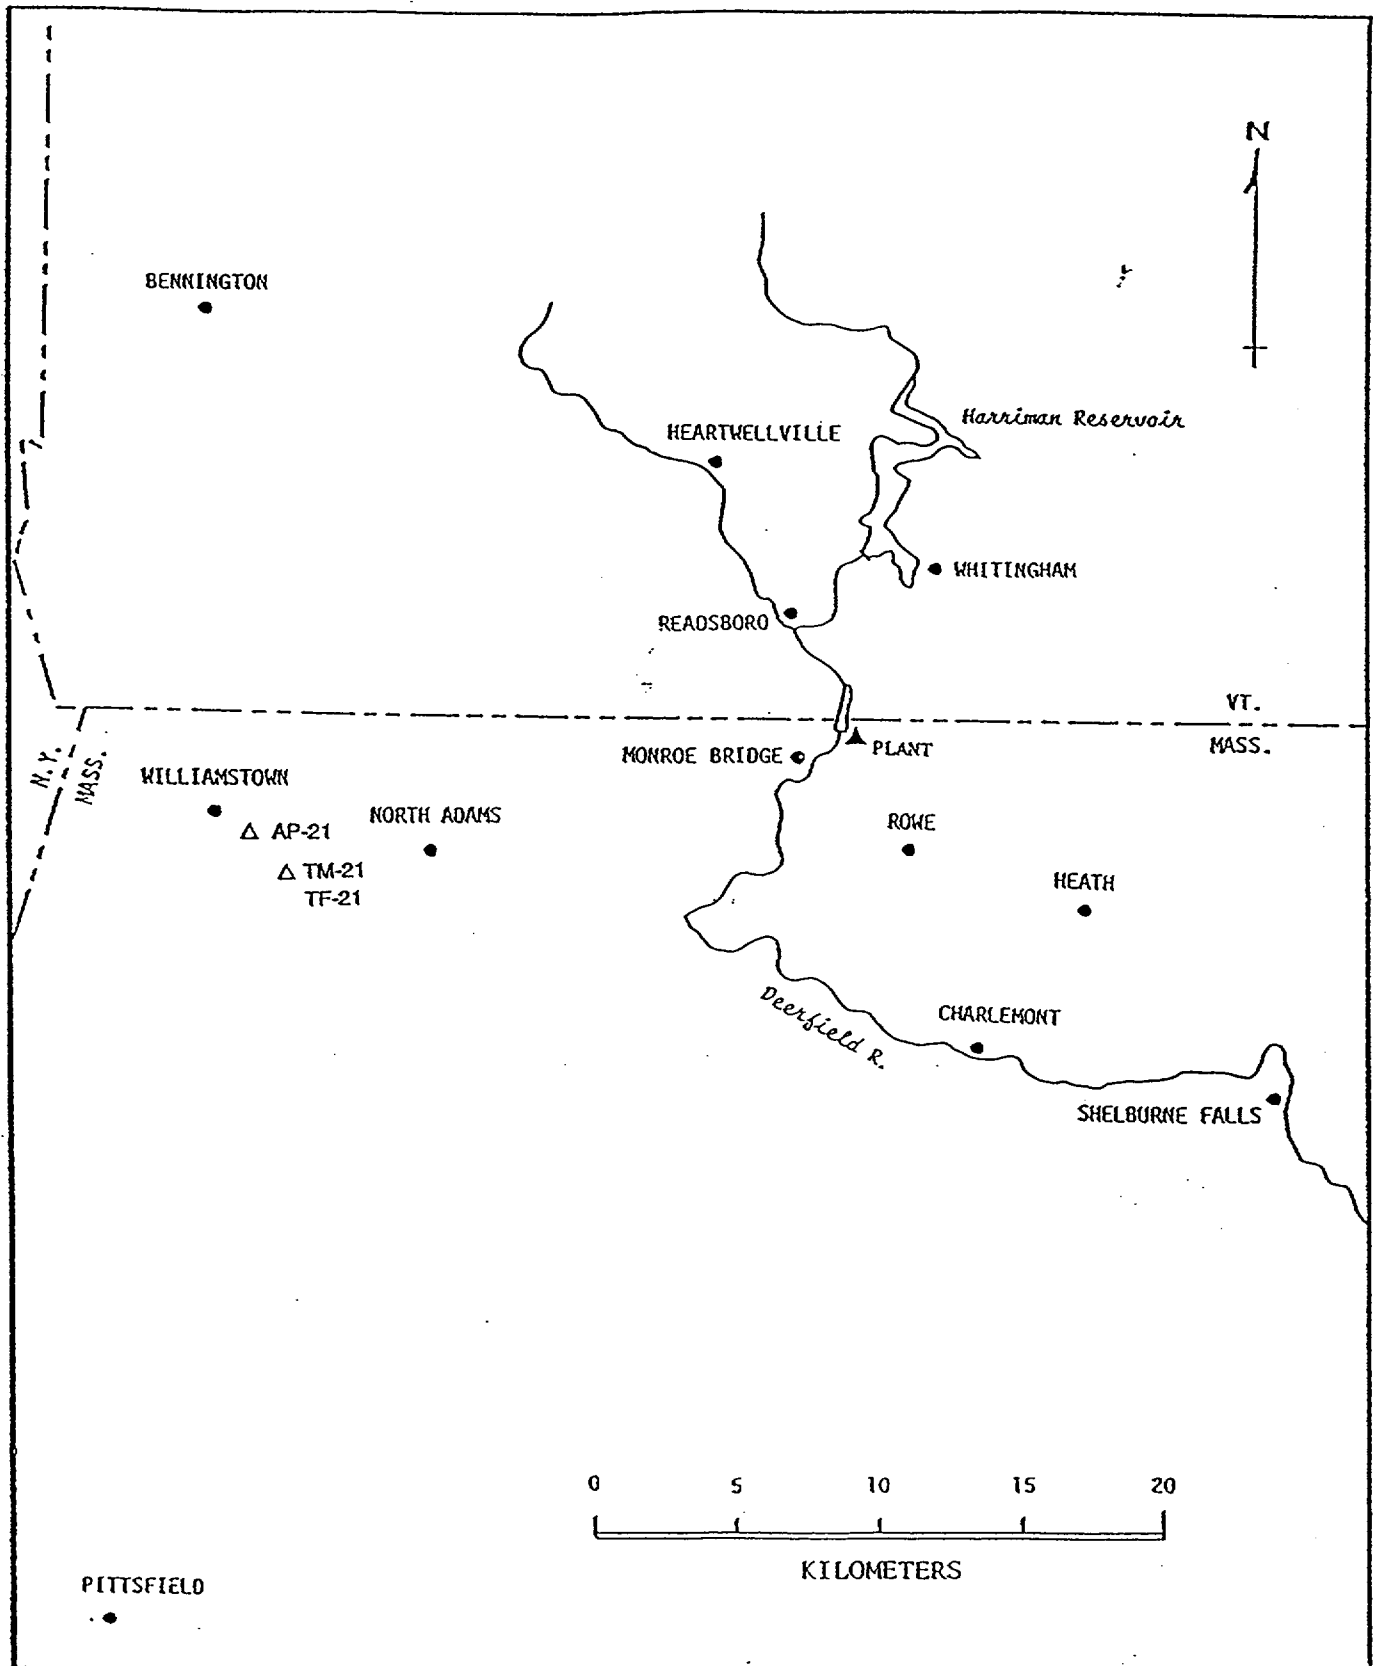 N
BENNINGTON
Harriman Reservoir
HEARTWELLVILLE
WHITINGHAM
READSBORO
VT.
MASS.
N.Y.
MASS.
MONROE BRIDGE
PLANT
WILLIAMSTOWN
NORTH ADAMS
ROWE
AP-21
TM-21
TF-21
HEATH
Deerfield R.
CHARLEMONT
SHELBURNE FALLS
0 5 10 15 20
KILOMETERS
PITTSFIELD